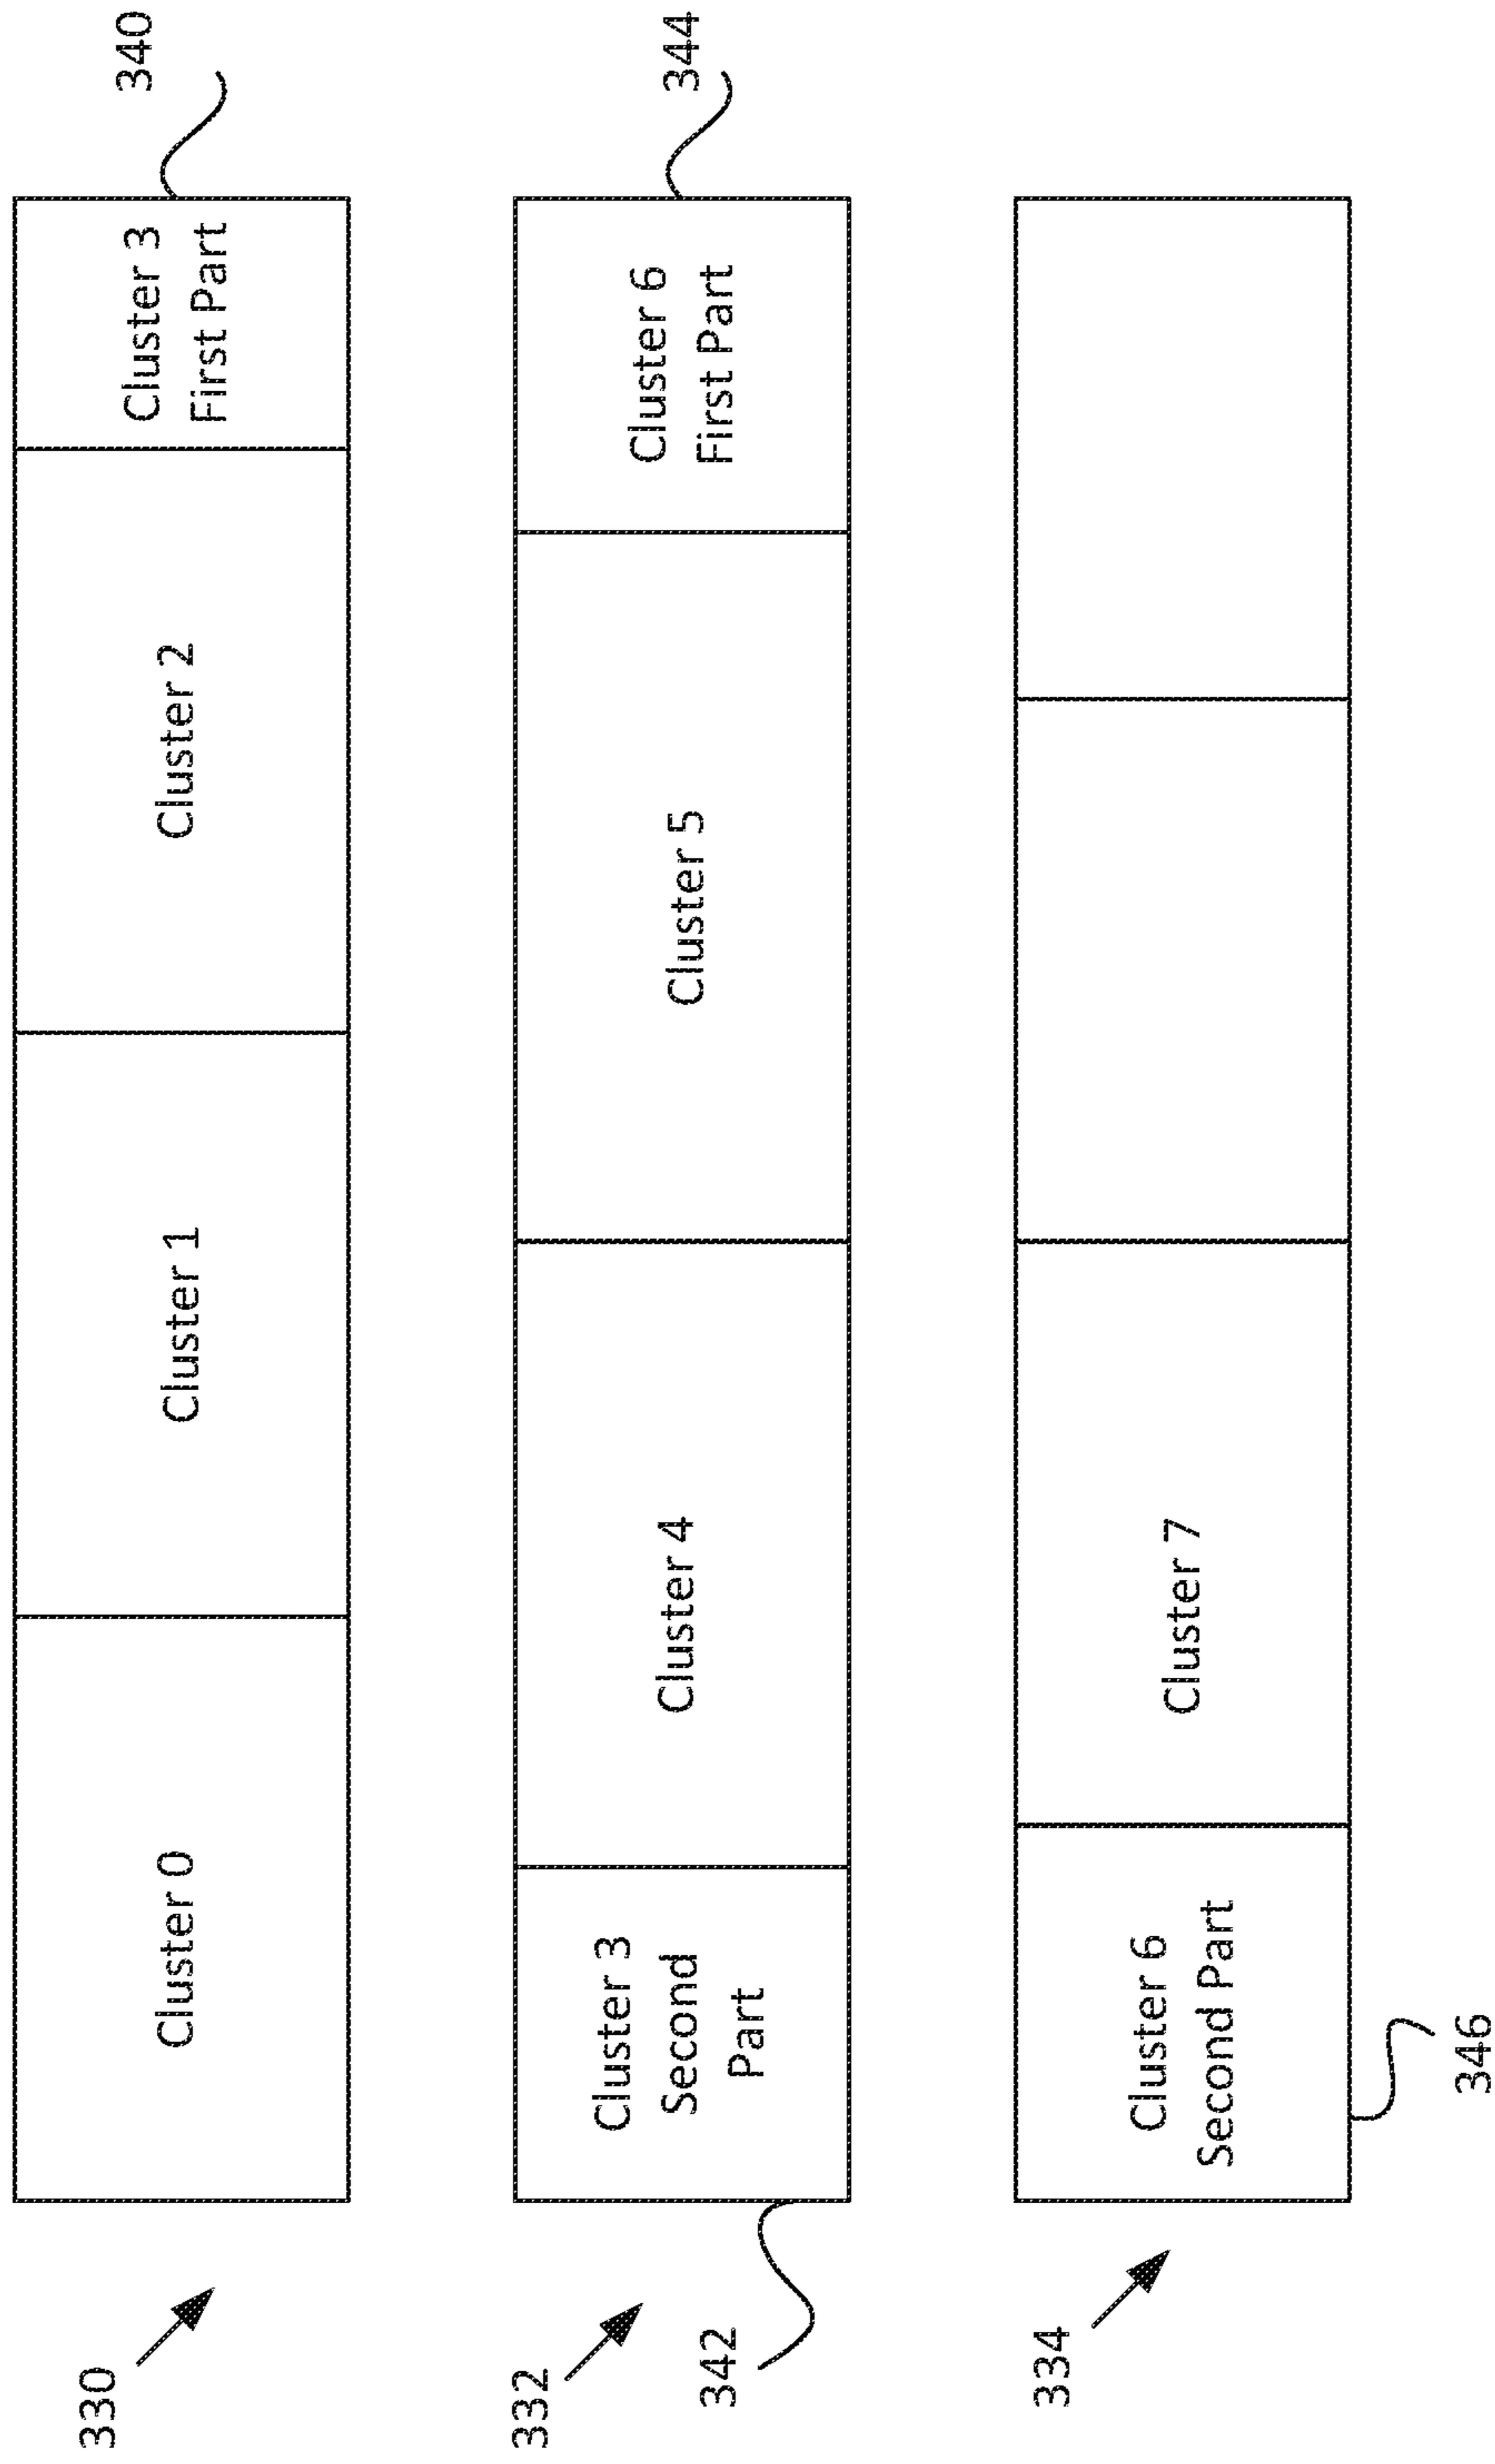 330
Cluster 0
Cluster 1
Cluster 2
Cluster 3
First Part
340
332
342
Cluster 3
Second
Part
Cluster 4
Cluster 5
Cluster 6
First Part
344
334
Cluster 6
Second Part
346
Cluster 7